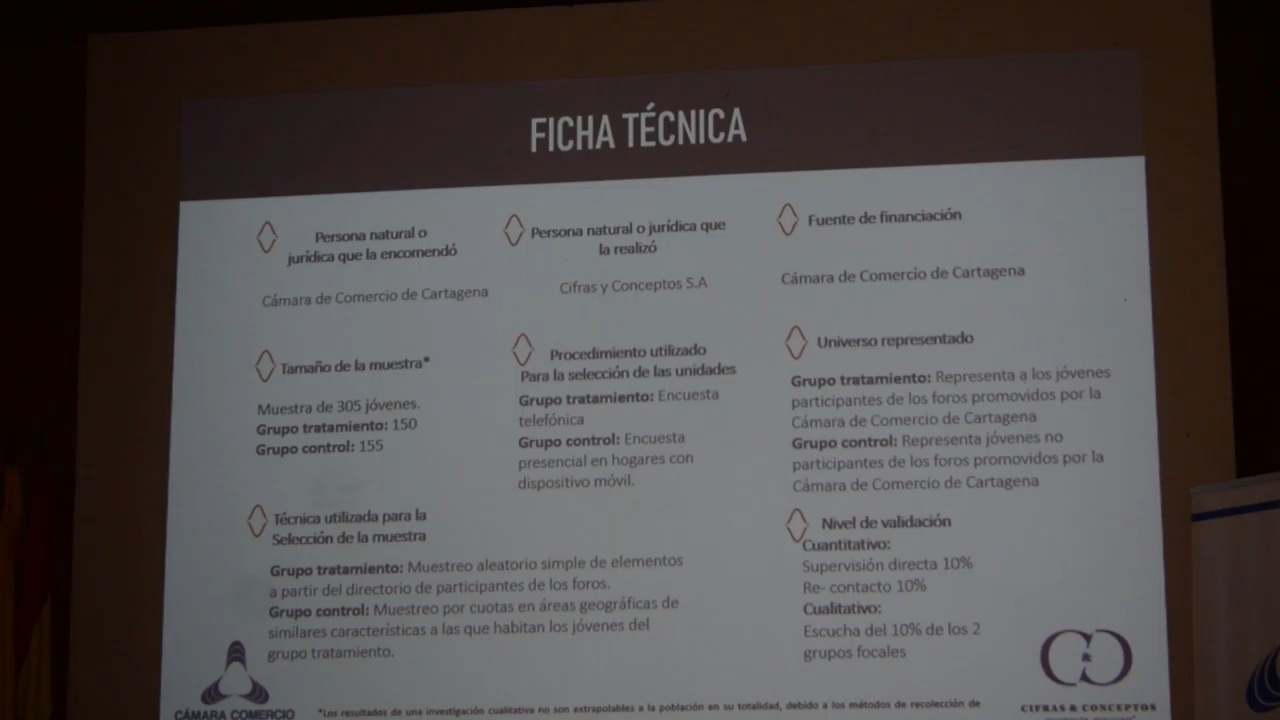 FICHA TÉCNICA
Persona natural o
jurídica que la encomendó
Cámara de Comercio de Cartagena
Persona natural o jurídica que
la realizó
Cifras y Conceptos S.A
Fuente de financiación
Cámara de Comercio de Cartagena
Tamaño de la muestra*
Muestra de 305 jóvenes.
Grupo tratamiento: 150
Grupo control: 155
Procedimiento utilizado
Para la selección de las unidades
Grupo tratamiento: Encuesta
telefónica
Grupo control: Encuesta
presencial en hogares con
dispositivo móvil.
Universo representado
Grupo tratamiento: Representa a los jóvenes
participantes de los foros promovidos por la
Cámara de Comercio de Cartagena
Grupo control: Representa jóvenes no
participantes de los foros promovidos por la
Cámara de Comercio de Cartagena
Técnica utilizada para la
Selección de la muestra
Grupo tratamiento: Muestreo aleatorio simple de elementos
a partir del directorio de participantes de los foros.
Grupo control: Muestreo por cuotas en áreas geográficas de
similares características a las que habitan los jóvenes del
grupo tratamiento.
Nivel de validación
Cuantitativo:
Supervisión directa 10%
Re- contacto 10%
Cualitativo:
Escucha del 10% de los 2
grupos focales
CÁMARA COMERCIO
*Los resultados de una investigación cualitativa no son extrapolables a la población en su totalidad, debido a los métodos de recolección de
C&C
CIFRAS & CONCEPTOS